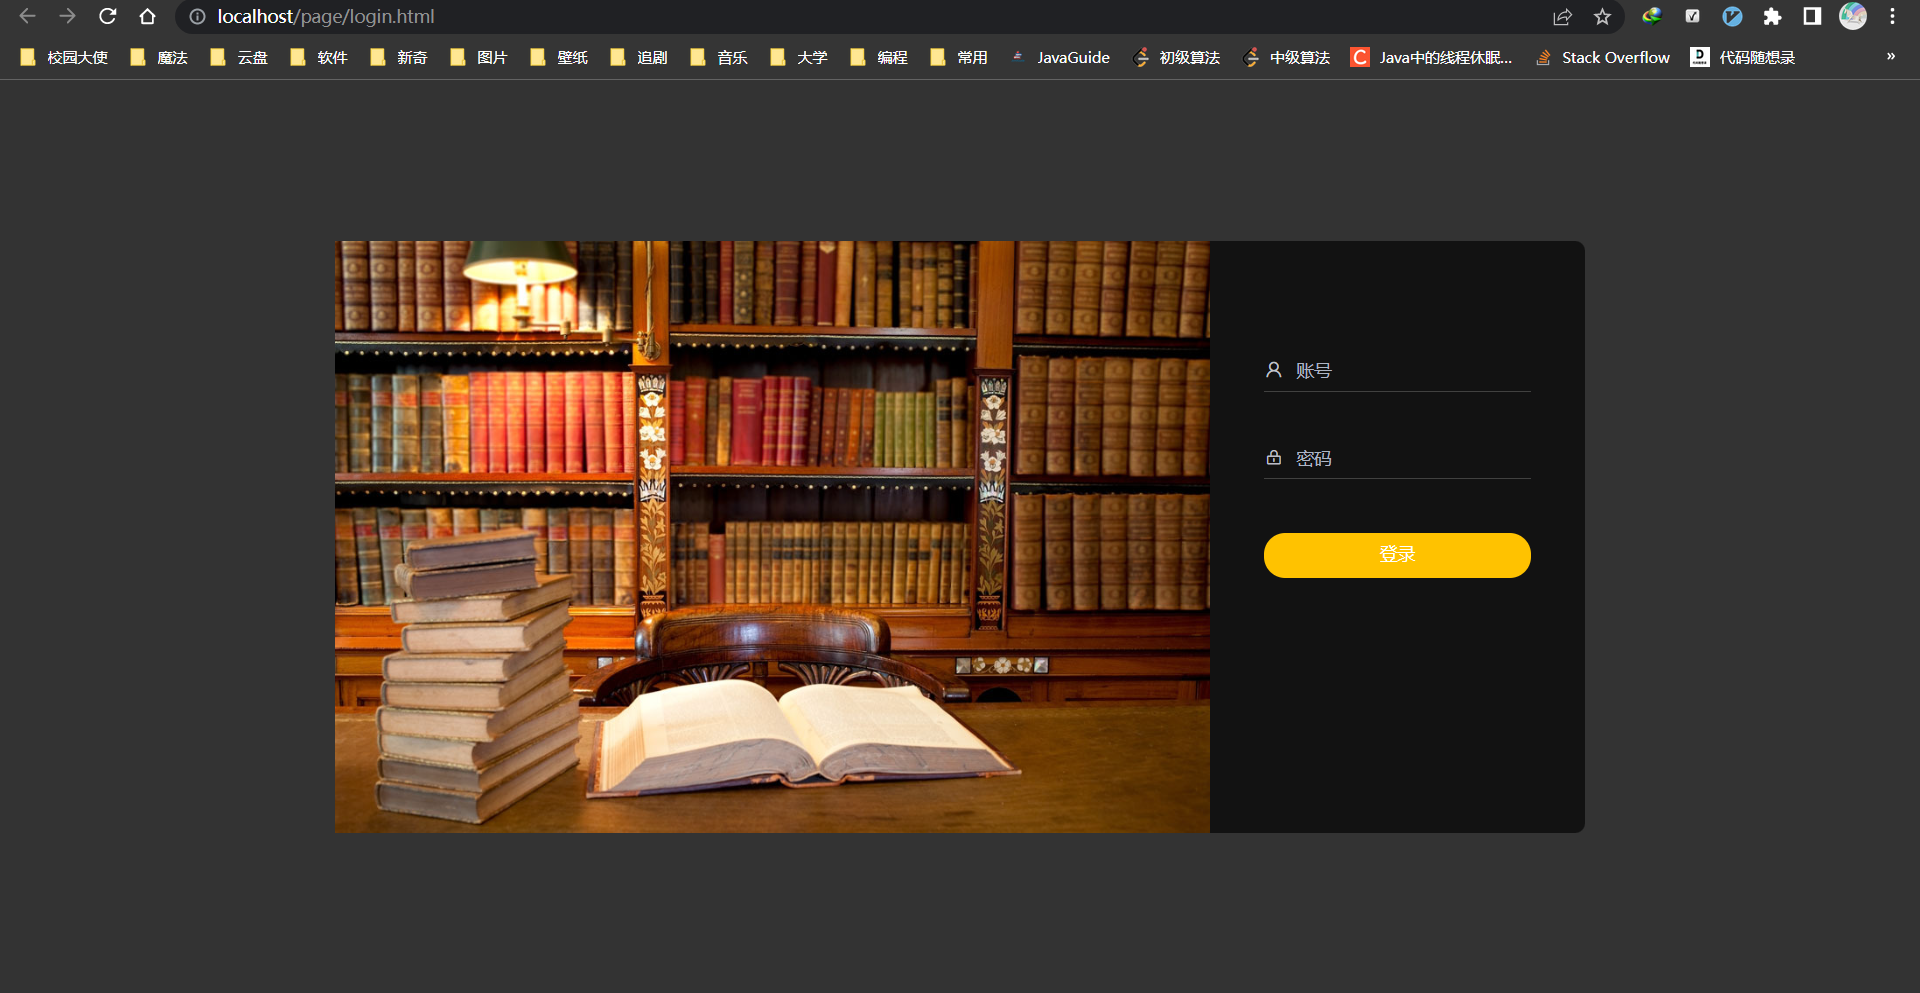 localhost/page/login.html
校园大使 魔法 云盘 软件 新奇 图片 壁纸 追剧 音乐 大学 编程 常用 JavaGuide 初级算法 中级算法 Java中的线程休眠... Stack Overflow 代码随想录 »
账号
密码
登录